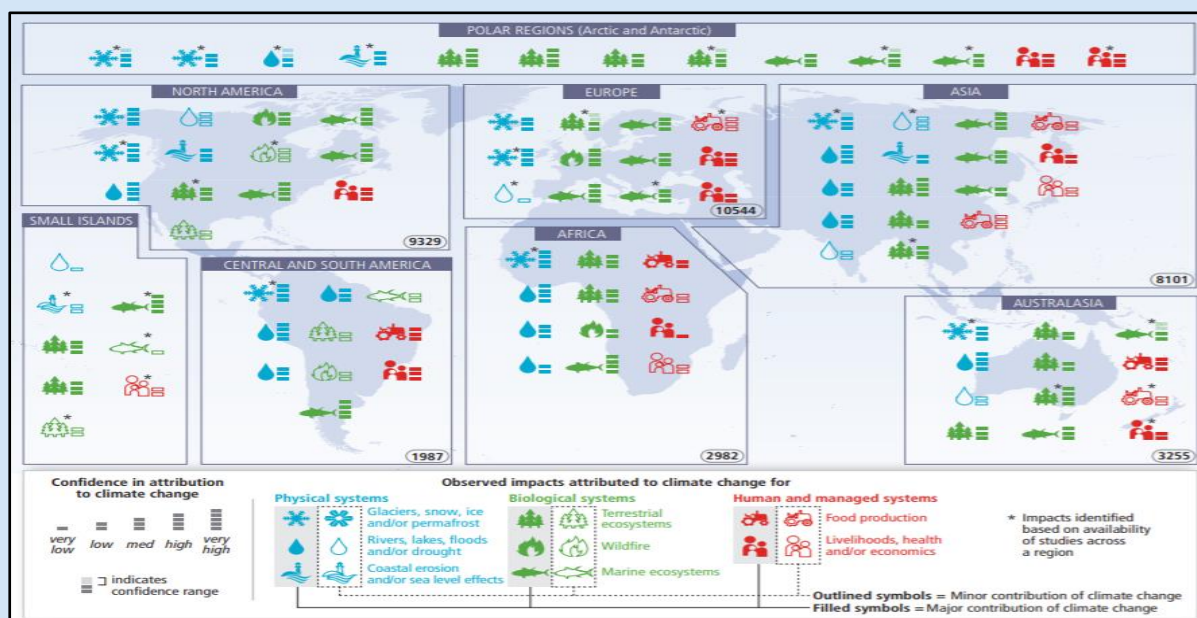 POLAR REGIONS (Arctic and Antarctic)
NORTH AMERICA
EUROPE
ASIA
10544
SMALL ISLANDS
9329
AFRICA
CENTRAL AND SOUTH AMERICA
8101
AUSTRALASIA
1987
2982
3255
Confidence in attribution
to climate change
very
low
low
med
high
very
high
indicates
confidence range
Observed impacts attributed to climate change for
Physical systems
Glaciers, snow, ice
and/or permafrost
Rivers, lakes, floods
and/or drought
Coastal erosion
and/or sea level effects
Biological systems
Terrestrial
ecosystems
Wildfire
Marine ecosystems
Human and managed systems
Food production
Livelihoods, health
and/or economics
* Impacts identified
based on availability
of studies across
a region
Outlined symbols = Minor contribution of climate change
Filled symbols = Major contribution of climate change